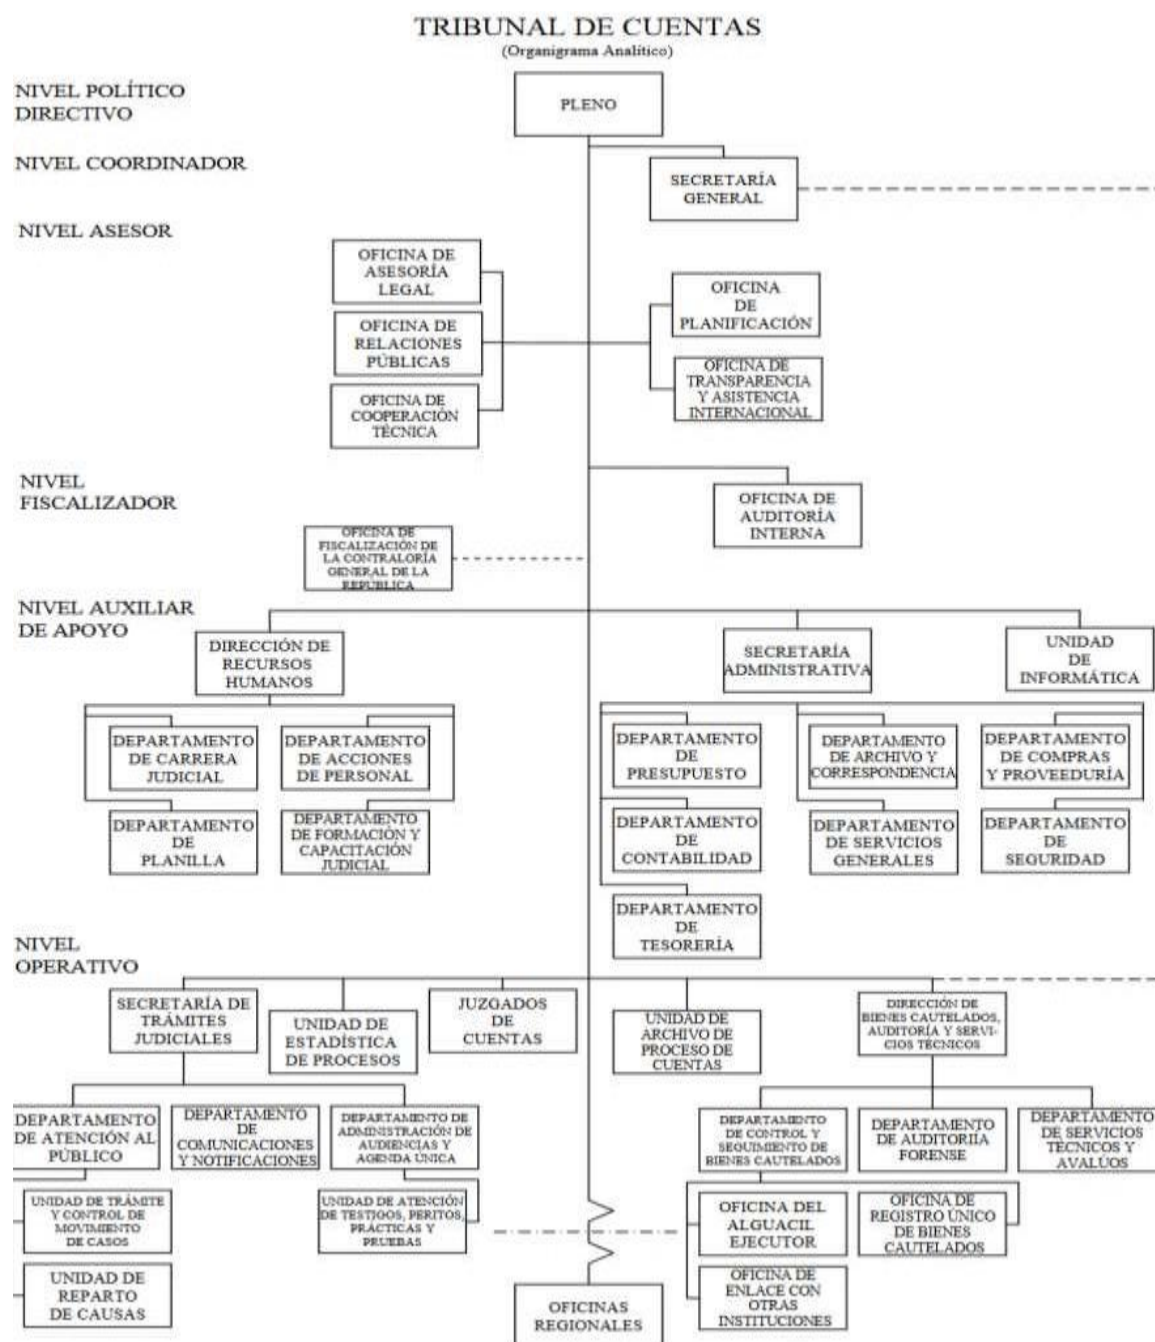 TRIBUNAL DE CUENTAS
(Organigrama Analítico)
NIVEL POLÍTICO
DIRECTIVO
PLENO
NIVEL COORDINADOR
SECRETARÍA
GENERAL
NIVEL ASESOR
OFICINA DE
ASESORÍA
LEGAL
OFICINA
DE
PLANIFICACIÓN
OFICINA DE
RELACIONES
PÚBLICAS
OFICINA DE
TRANSPARENCIA
Y ASISTENCIA
INTERNACIONAL
OFICINA DE
COOPERACIÓN
TÉCNICA
NIVEL
FISCALIZADOR
OFICINA DE
AUDITORÍA
INTERNA
OFICINA DE
FISCALIZACIÓN DE
LA CONTRALORÍA
GENERAL DE LA
REPÚBLICA
NIVEL AUXILIAR
DE APOYO
DIRECCIÓN DE
RECURSOS
HUMANOS
SECRETARÍA
ADMINISTRATIVA
UNIDAD
DE
INFORMÁTICA
DEPARTAMENTO
DE CARRERA
JUDICIAL
DEPARTAMENTO
DE ACCIONES
DE PERSONAL
DEPARTAMENTO
DE
PRESUPUESTO
DEPARTAMENTO
DE ARCHIVO Y
CORRESPONDENCIA
DEPARTAMENTO
DE COMPRAS
Y PROVEEDURÍA
DEPARTAMENTO
DE
PLANILLA
DEPARTAMENTO
DE FORMACIÓN Y
CAPACITACIÓN
JUDICIAL
DEPARTAMENTO
DE
CONTABILIDAD
DEPARTAMENTO
DE SERVICIOS
GENERALES
DEPARTAMENTO
DE
SEGURIDAD
DEPARTAMENTO
DE
TESORERÍA
NIVEL
OPERATIVO
SECRETARÍA DE
TRÁMITES
JUDICIALES
UNIDAD DE
ESTADÍSTICA
DE PROCESOS
JUZGADOS
DE
CUENTAS
UNIDAD DE
ARCHIVO DE
PROCESO DE
CUENTAS
DIRECCIÓN DE
BIENES CAUTELADOS,
AUDITORÍA Y SERVI-
CIOS TÉCNICOS
DEPARTAMENTO
DE ATENCIÓN AL
PÚBLICO
DEPARTAMENTO
DE
COMUNICACIONES
Y NOTIFICACIONES
DEPARTAMENTO DE
ADMINISTRACIÓN DE
AUDIENCIAS Y
AGENDA ÚNICA
DEPARTAMENTO
DE CONTROL Y
SEQUIMIENTO DE
BIENES CAUTELADOS
DEPARTAMENTO
DE AUDITORIÍA
FORENSE
DEPARTAMENTO
DE SERVICIOS
TÉCNICOS Y
AVALÚOS
UNIDAD DE TRÁMITE
Y CONTROL DE
MOVIMIENTO
DE CASOS
UNIDAD DE ATENCIÓN
DE TESTIGOS, PERITOS,
PRÁCTICAS Y
PRUEBAS
OFICINA DEL
ALGUACIL
EJECUTOR
OFICINA DE
REGISTRO ÚNICO
DE BIENES
CAUTELADOS
UNIDAD DE
REPARTO
DE CAUSAS
OFICINAS
REGIONALES
OFICINA DE
ENLACE CON
OTRAS
INSTITUCIONES